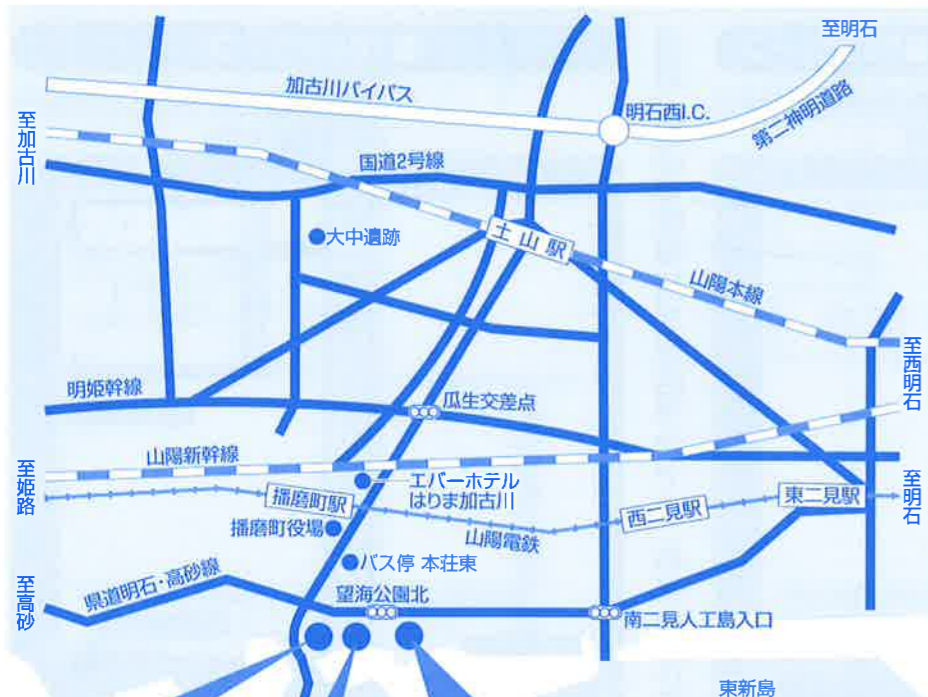 至明石
加古川バイパス
明石西I.C.
第二神明道路
至加古川
国道2号線
大中遺跡
土山駅
山陽本線
至西明石
明姫幹線
瓜生交差点
山陽新幹線
至姫路
エバーホテル
はりま加古川
播磨町駅
西二見駅
東二見駅
至明石
播磨町役場
山陽電鉄
バス停 本荘東
県道明石・高砂線
至高砂
望海公園北
南二見人工島入口
東新島